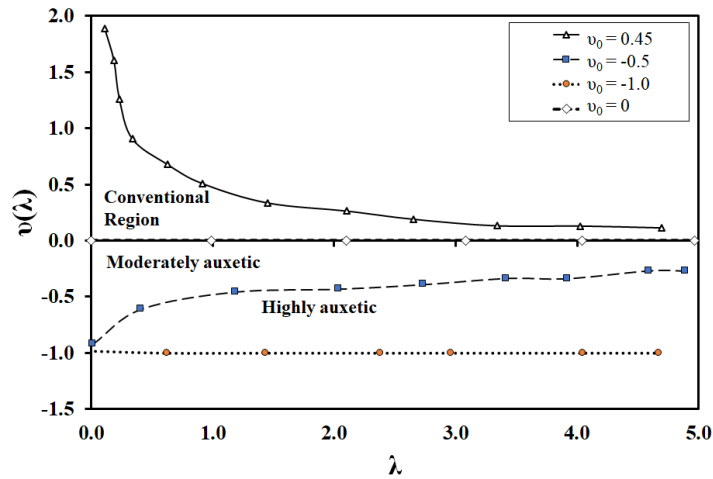 2.0
1.5
1.0
0.5
0.0
-0.5
-1.0
-1.5
υ(λ)
υ₀ = 0.45
υ₀ = -0.5
υ₀ = -1.0
υ₀ = 0
Conventional
Region
Moderately auxetic
Highly auxetic
0.0 1.0 2.0 3.0 4.0 5.0
λ